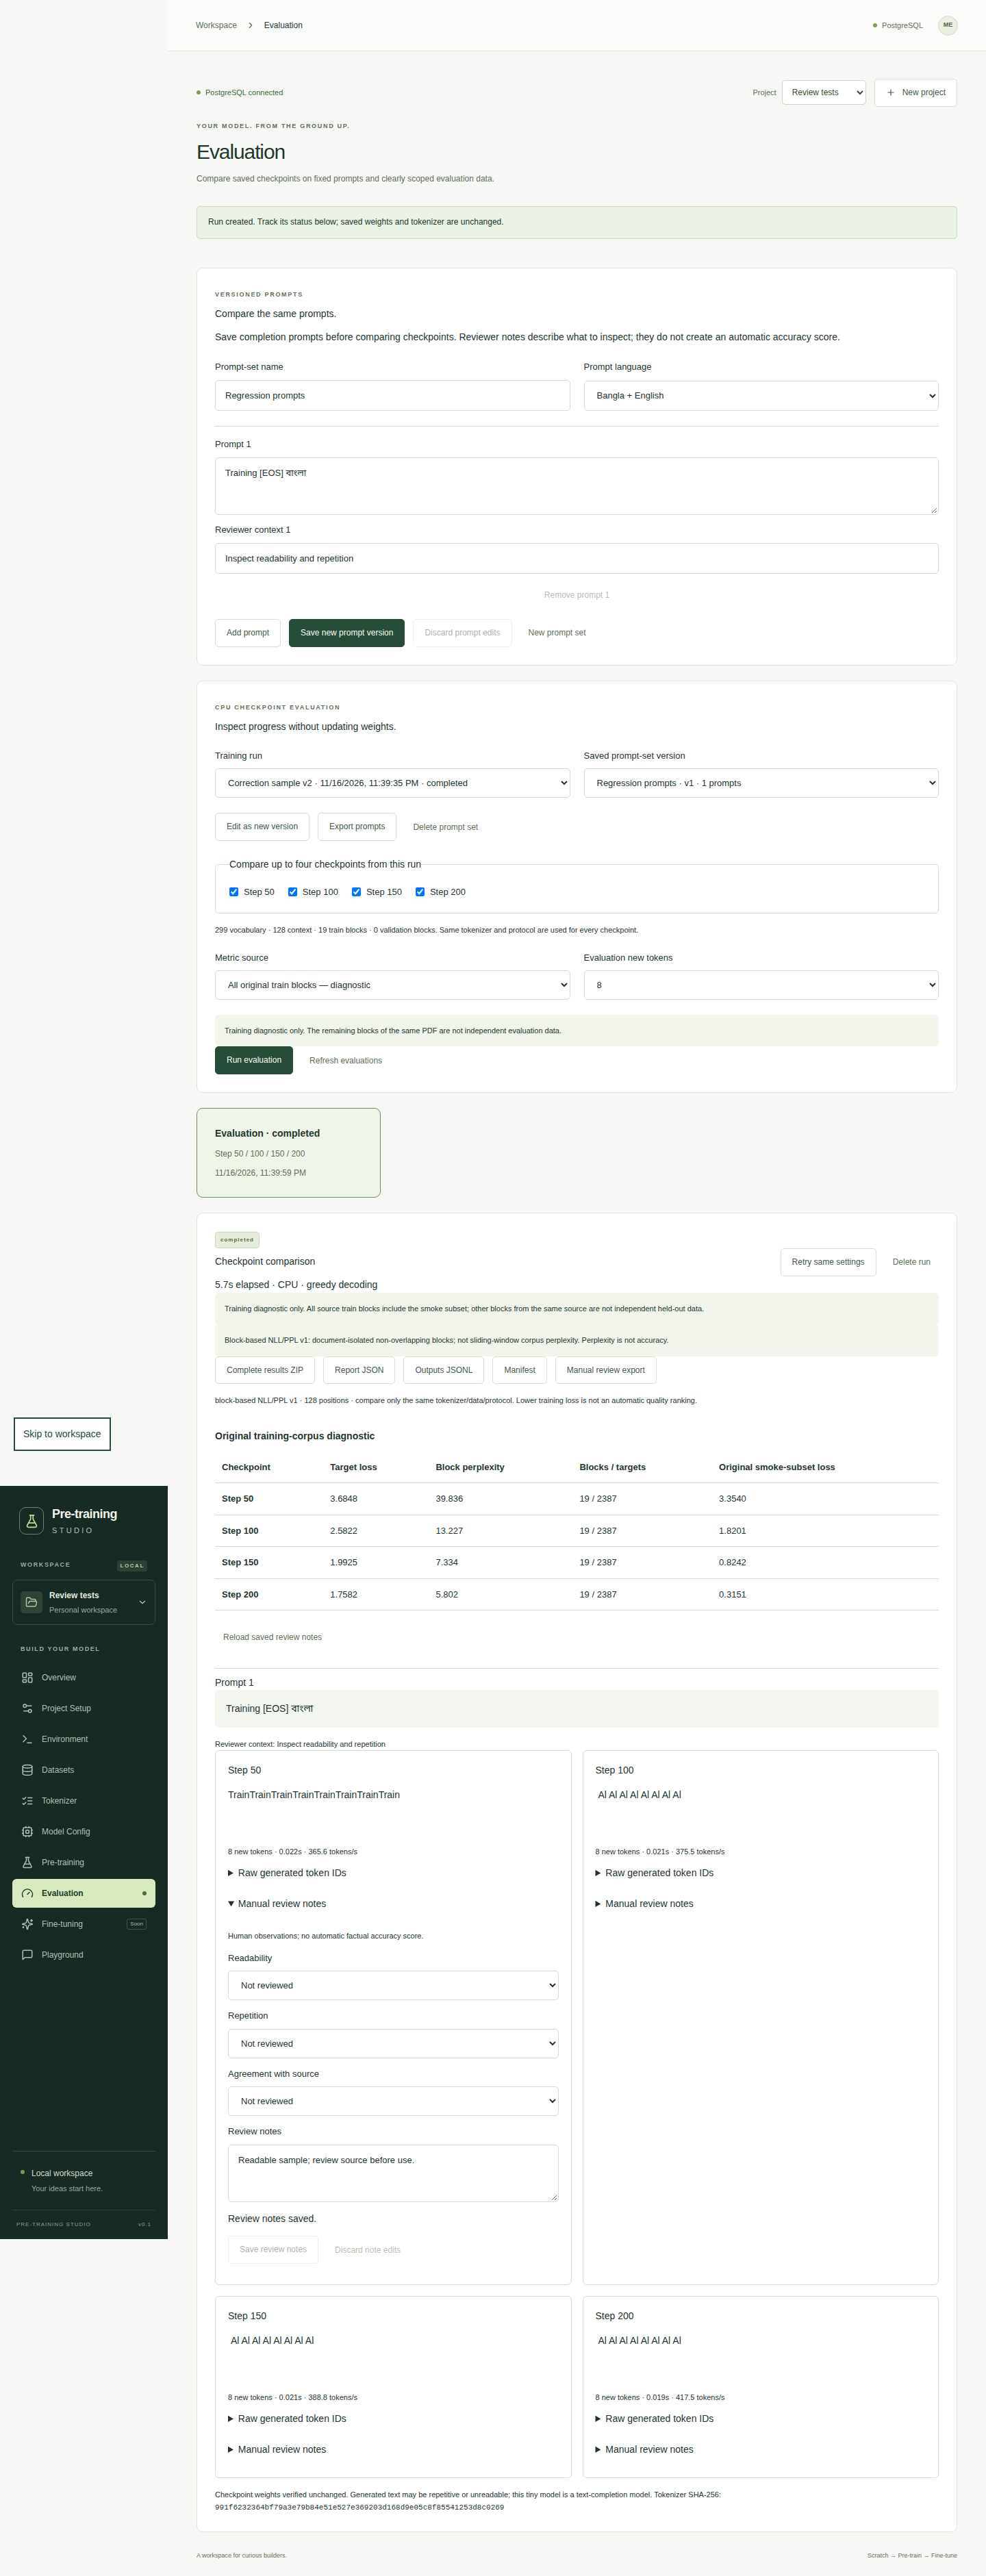 Workspace > Evaluation
PostgreSQL ME
PostgreSQL connected Project Review tests New project
YOUR MODEL. FROM THE GROUND UP.
Evaluation
Compare saved checkpoints on fixed prompts and clearly scoped evaluation data.
Run created. Track its status below; saved weights and tokenizer are unchanged.
VERSIONED PROMPTS
Compare the same prompts.
Save completion prompts before comparing checkpoints. Reviewer notes describe what to inspect; they do not create an automatic accuracy score.
Prompt-set name Prompt language
Regression prompts Bangla + English
Prompt 1
Training [EOS] বাংলা
Reviewer context 1
Inspect readability and repetition
Remove prompt 1
Add prompt Save new prompt version Discard prompt edits New prompt set
CPU CHECKPOINT EVALUATION
Inspect progress without updating weights.
Training run Saved prompt-set version
Correction sample v2 · 11/16/2026, 11:39:35 PM · completed Regression prompts · v1 · 1 prompts
Edit as new version Export prompts Delete prompt set
Compare up to four checkpoints from this run
Step 50 Step 100 Step 150 Step 200
299 vocabulary · 128 context · 19 train blocks · 0 validation blocks. Same tokenizer and protocol are used for every checkpoint.
Metric source Evaluation new tokens
All original train blocks — diagnostic 8
Training diagnostic only. The remaining blocks of the same PDF are not independent evaluation data.
Run evaluation Refresh evaluations
Evaluation · completed
Step 50 / 100 / 150 / 200
11/16/2026, 11:39:59 PM
completed
Checkpoint comparison
Retry same settings Delete run
5.7s elapsed · CPU · greedy decoding
Training diagnostic only. All source train blocks include the smoke subset; other blocks from the same source are not independent held-out data.
Block-based NLL/PPL v1: document-isolated non-overlapping blocks; not sliding-window corpus perplexity. Perplexity is not accuracy.
Complete results ZIP Report JSON Outputs JSONL Manifest Manual review export
block-based NLL/PPL v1 · 128 positions · compare only the same tokenizer/data/protocol. Lower training loss is not an automatic quality ranking.
Original training-corpus diagnostic
Checkpoint Target loss Block perplexity Blocks / targets Original smoke-subset loss
Step 50 3.6848 39.836 19 / 2387 3.3540
Step 100 2.5822 13.227 19 / 2387 1.8201
Step 150 1.9925 7.334 19 / 2387 0.8242
Step 200 1.7582 5.802 19 / 2387 0.3151
Reload saved review notes
Prompt 1
Training [EOS] বাংলা
Reviewer context: Inspect readability and repetition
Step 50
TrainTrainTrainTrainTrainTrainTrainTrain
8 new tokens · 0.022s · 365.6 tokens/s
Raw generated token IDs
Manual review notes
Human observations; no automatic factual accuracy score.
Readability
Not reviewed
Repetition
Not reviewed
Agreement with source
Not reviewed
Review notes
Readable sample; review source before use.
Review notes saved.
Save review notes Discard note edits
Step 100
Al Al Al Al Al Al Al Al
8 new tokens · 0.021s · 375.5 tokens/s
Raw generated token IDs
Manual review notes
Step 150
Al Al Al Al Al Al Al Al
8 new tokens · 0.021s · 388.8 tokens/s
Raw generated token IDs
Manual review notes
Step 200
Al Al Al Al Al Al Al Al
8 new tokens · 0.019s · 417.5 tokens/s
Raw generated token IDs
Manual review notes
Checkpoint weights verified unchanged. Generated text may be repetitive or unreadable; this tiny model is a text-completion model. Tokenizer SHA-256:
991f6232364bf79a3e79b84e51e527e369203d168d9e05c8f85541253d8c0269
A workspace for curious builders. Scratch → Pre-train → Fine-tune
Skip to workspace
Pre-training
STUDIO
WORKSPACE LOCAL
Review tests
Personal workspace
BUILD YOUR MODEL
Overview
Project Setup
Environment
Datasets
Tokenizer
Model Config
Pre-training
Evaluation
Fine-tuning Soon
Playground
Local workspace
Your ideas start here.
PRE-TRAINING STUDIO v0.1